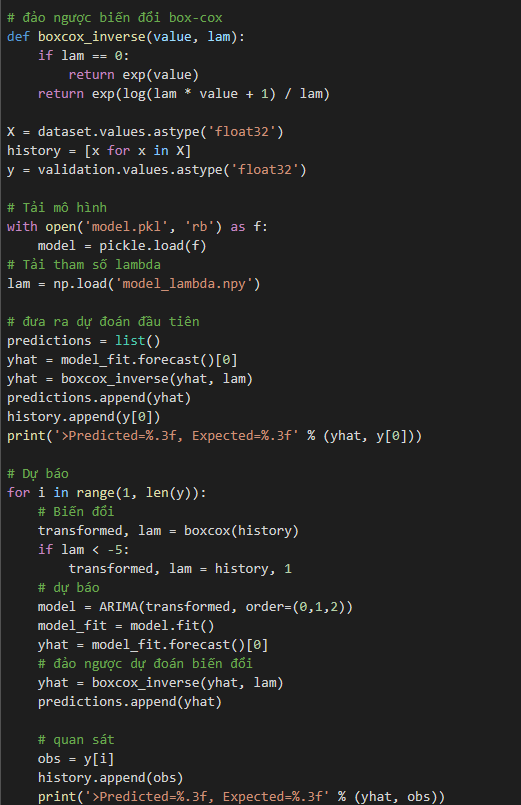 # đảo ngược biến đổi box-cox
def boxcox_inverse(value, lam):
    if lam == 0:
        return exp(value)
    return exp(log(lam * value + 1) / lam)

X = dataset.values.astype('float32')
history = [x for x in X]
y = validation.values.astype('float32')

# Tải mô hình
with open('model.pkl', 'rb') as f:
    model = pickle.load(f)
# Tải tham số lambda
lam = np.load('model_lambda.npy')

# đưa ra dự đoán đầu tiên
predictions = list()
yhat = model_fit.forecast()[0]
yhat = boxcox_inverse(yhat, lam)
predictions.append(yhat)
history.append(y[0])
print('>Predicted=%.3f, Expected=%.3f' % (yhat, y[0]))

# Dự báo
for i in range(1, len(y)):
    # Biến đổi
    transformed, lam = boxcox(history)
    if lam < -5:
        transformed, lam = history, 1
    # dự báo
    model = ARIMA(transformed, order=(0,1,2))
    model_fit = model.fit()
    yhat = model_fit.forecast()[0]
    # đảo ngược dự đoán biến đổi
    yhat = boxcox_inverse(yhat, lam)
    predictions.append(yhat)

    # quan sát
    obs = y[i]
    history.append(obs)
    print('>Predicted=%.3f, Expected=%.3f' % (yhat, obs))